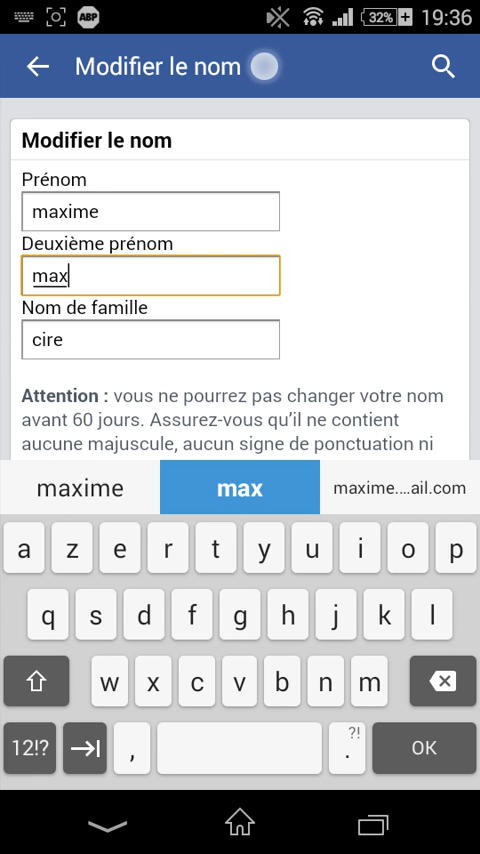 ABP 32% 19:36
Modifier le nom
Modifier le nom
Prénom
maxime
Deuxième prénom
max
Nom de famille
cire
Attention : vous ne pourrez pas changer votre nom
avant 60 jours. Assurez-vous qu’il ne contient
aucune majuscule, aucun signe de ponctuation ni
maxime max maxime....ail.com
a z e r t y u i o p
q s d f g h j k l
w x c v b n m
12!? , . ?! OK